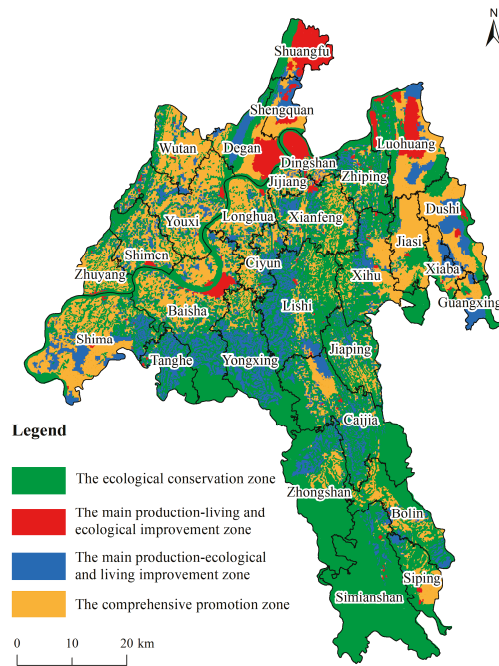 N
Shuangfu
Shengquan
Wutan
Degan
Luohuang
Dingshan
Jijiang
Zhiping
Youxi
Longhua
Xianfeng
Dushi
Jiasi
Shimen
Ciyun
Zhuyang
Xihu
Xiaba
Baisha
Lishi
Guangxing
Shima
Tanghe
Yongxing
Jiaping
Caijia
Zhongshan
Bolin
Siping
Simianshan
Legend
The ecological conservation zone
The main production-living and
ecological improvement zone
The main production-ecological
and living improvement zone
The comprehensive promotion zone
0 10 20 km